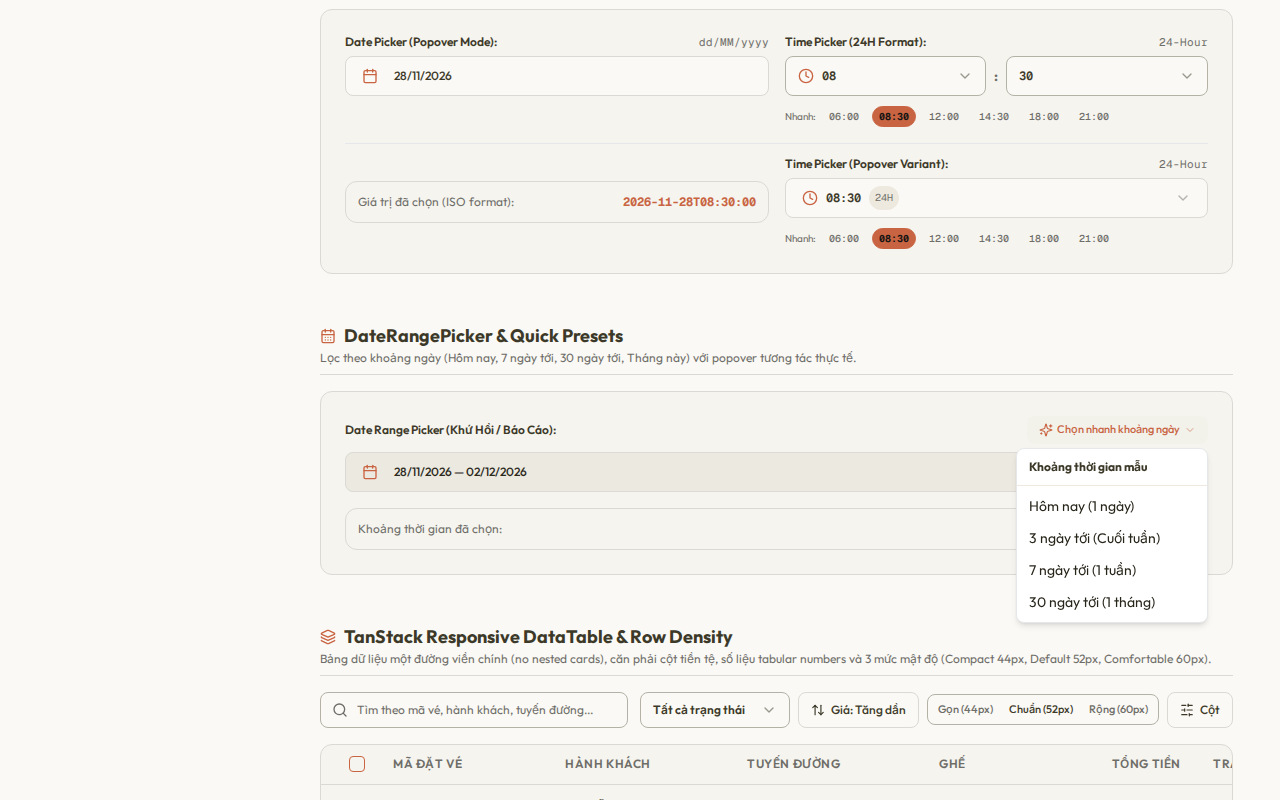 Date Picker (Popover Mode): dd/MM/yyyy
28/11/2026
Time Picker (24H Format): 24-Hour
08 : 30
Nhanh: 06:00 08:30 12:00 14:30 18:00 21:00
Giá trị đã chọn (ISO format): 2026-11-28T08:30:00
Time Picker (Popover Variant): 24-Hour
08:30 24H
Nhanh: 06:00 08:30 12:00 14:30 18:00 21:00
DateRangePicker & Quick Presets
Lọc theo khoảng ngày (Hôm nay, 7 ngày tới, 30 ngày tới, Tháng này) với popover tương tác thực tế.
Date Range Picker (Khứ Hồi / Báo Cáo):
Chọn nhanh khoảng ngày
28/11/2026 — 02/12/2026
Khoảng thời gian đã chọn:
Khoảng thời gian mẫu
Hôm nay (1 ngày)
3 ngày tới (Cuối tuần)
7 ngày tới (1 tuần)
30 ngày tới (1 tháng)
TanStack Responsive DataTable & Row Density
Bảng dữ liệu một đường viền chính (no nested cards), căn phải cột tiền tệ, số liệu tabular numbers và 3 mức mật độ (Compact 44px, Default 52px, Comfortable 60px).
Tìm theo mã vé, hành khách, tuyến đường...
Tất cả trạng thái
Giá: Tăng dần
Gọn (44px) Chuẩn (52px) Rộng (60px)
Cột
MÃ ĐẶT VÉ HÀNH KHÁCH TUYẾN ĐƯỜNG GHẾ TỔNG TIỀN